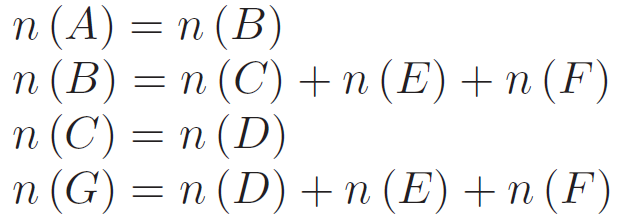 n (A) = n (B)
n (B) = n (C) + n (E) + n (F)
n (C) = n (D)
n (G) = n (D) + n (E) + n (F)